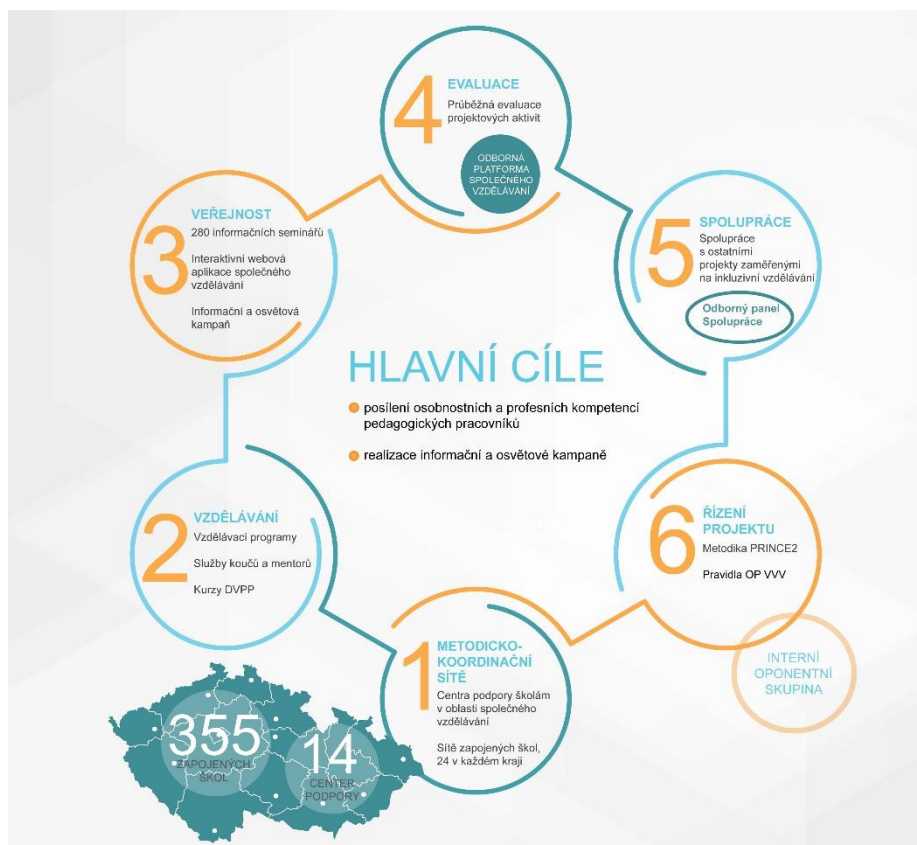 4
EVALUACE
Průběžná evaluace
projektových aktivit
ODBORNÁ
PLATFORMA
SPOLEČNÉHO
VZDĚLÁVÁNÍ
3
VEŘEJNOST
280 informačních seminářů
Interaktivní webová
aplikace společného
vzdělávání
Informační a osvětová
kampaň
5
SPOLUPRÁCE
Spolupráce
s ostatními
projekty zaměřenými
na inkluzivní vzdělávání
Odborný panel
Spolupráce
HLAVNÍ CÍLE
posílení osobnostních a profesních kompetencí
pedagogických pracovníků
realizace informační a osvětové kampaně
2
VZDĚLÁVÁNÍ
Vzdělávací programy
Služby koučů a mentorů
Kurzy DVPP
6
ŘÍZENÍ
PROJEKTU
Metodika PRINCE2
Pravidla OP VVV
1
METODICKO-
KOORDINAČNÍ
SÍTĚ
Centra podpory školám
v oblasti společného
vzdělávání
Sítě zapojených škol,
24 v každém kraji
INTERNÍ
OPONENTNÍ
SKUPINA
355
ZAPOJENÝCH
ŠKOL
14
CENTER
PODPORY